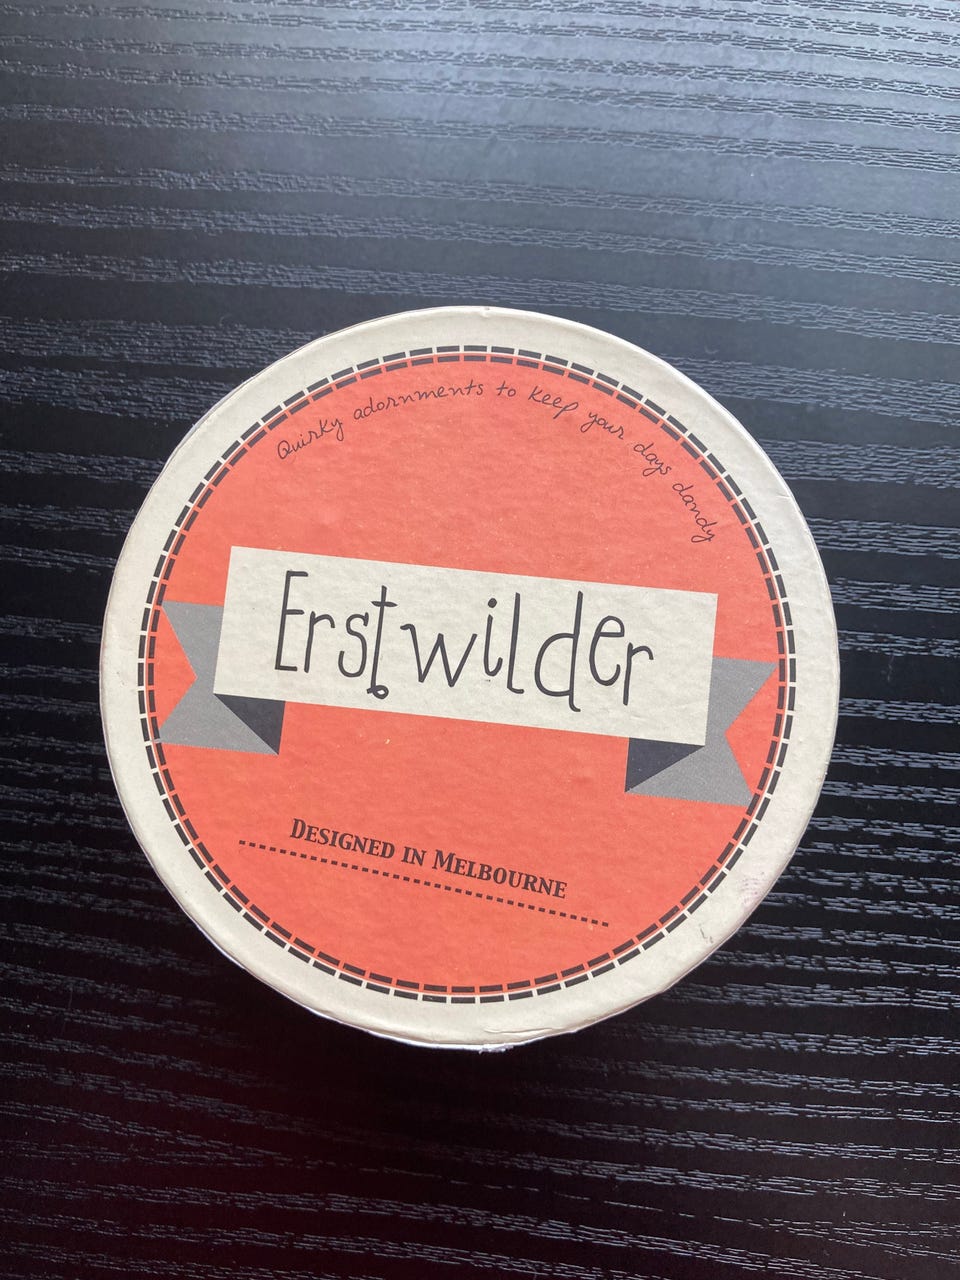 Quirky adornments to keep your days dandy
Erstwilder
DESIGNED IN MELBOURNE